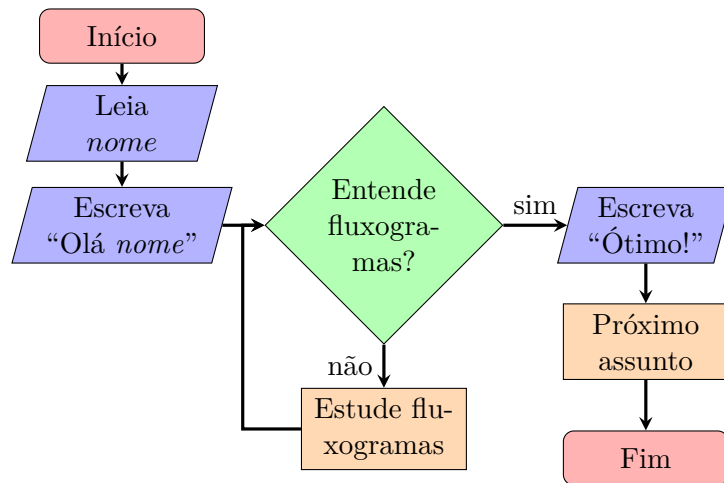 Início
Leia
nome
Escreva
“Olá nome”
Entende
fluxogra-
mas?
sim
não
Estude flu-
xogramas
Escreva
“Ótimo!”
Próximo
assunto
Fim